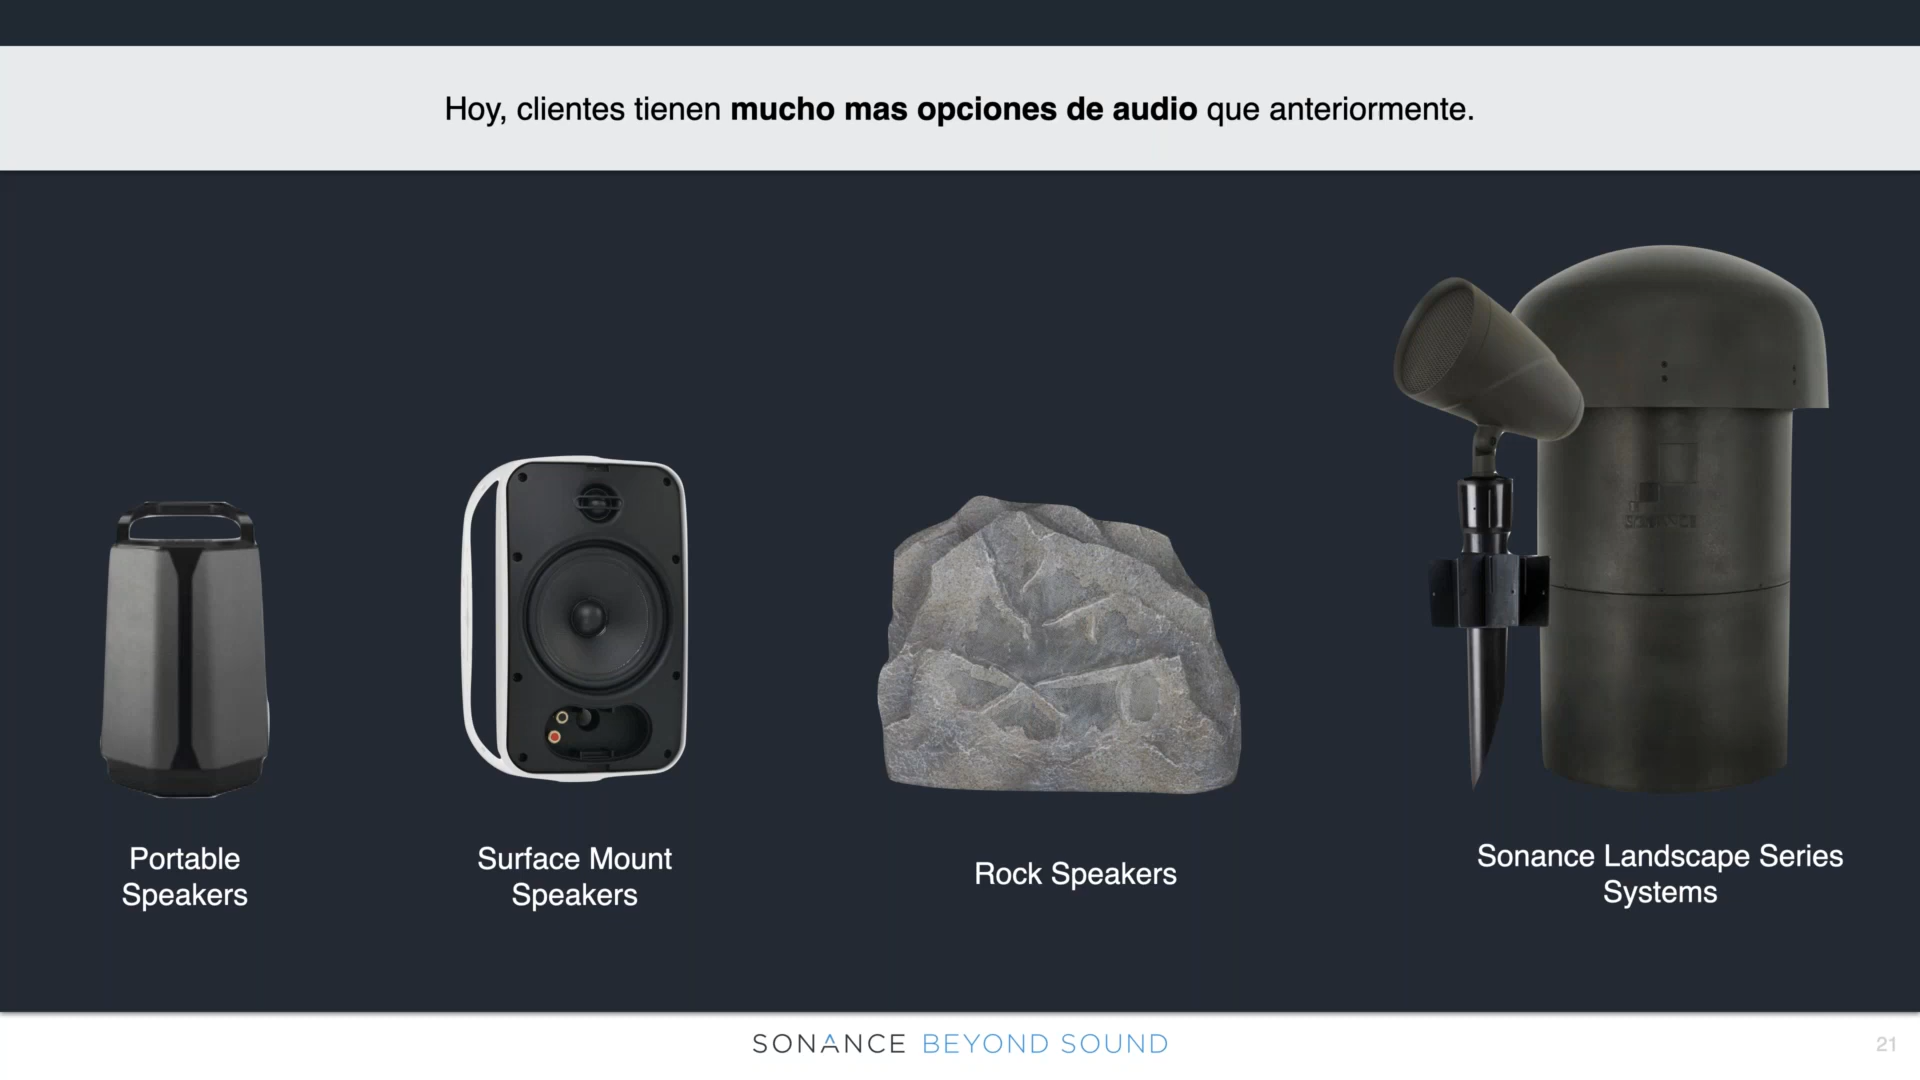 Hoy, clientes tienen mucho mas opciones de audio que anteriormente.
SONANCE
Portable
Speakers
Surface Mount
Speakers
Rock Speakers
Sonance Landscape Series
Systems
SONANCE BEYOND SOUND
21